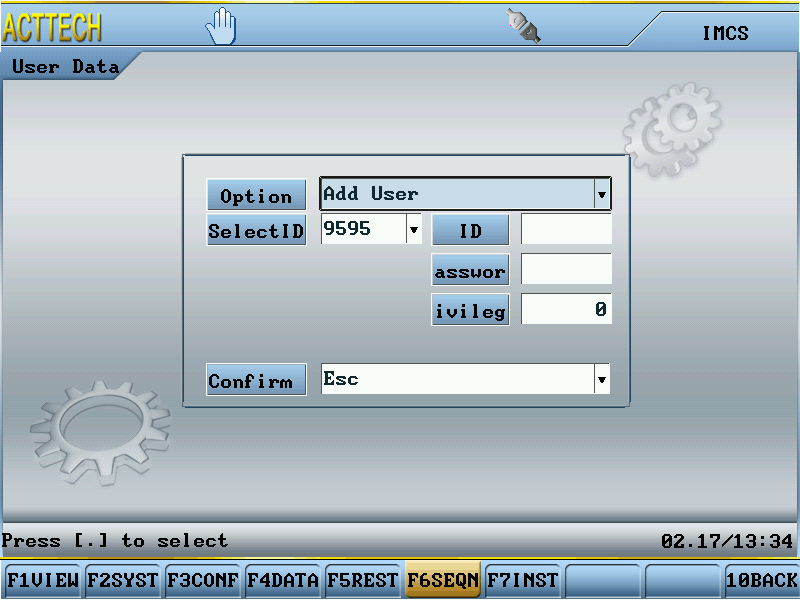 ACTTECH
IMCS
User Data
Option Add User
SelectID 9595 ID
asswor
ivileg 0
Confirm Esc
Press [.] to select 02.17/13:34
F1VIEW F2SYST F3CONF F4DATA F5REST F6SEQN F7INST 10BACK